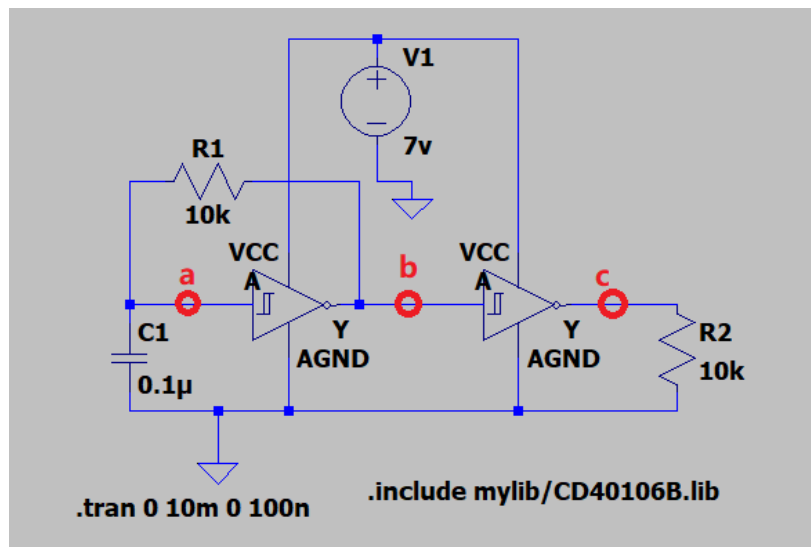 V1
7v
R1
10k
VCC
A
Y
AGND
VCC
A
Y
AGND
a
b
c
C1
0.1µ
R2
10k
.tran 0 10m 0 100n
.include mylib/CD40106B.lib